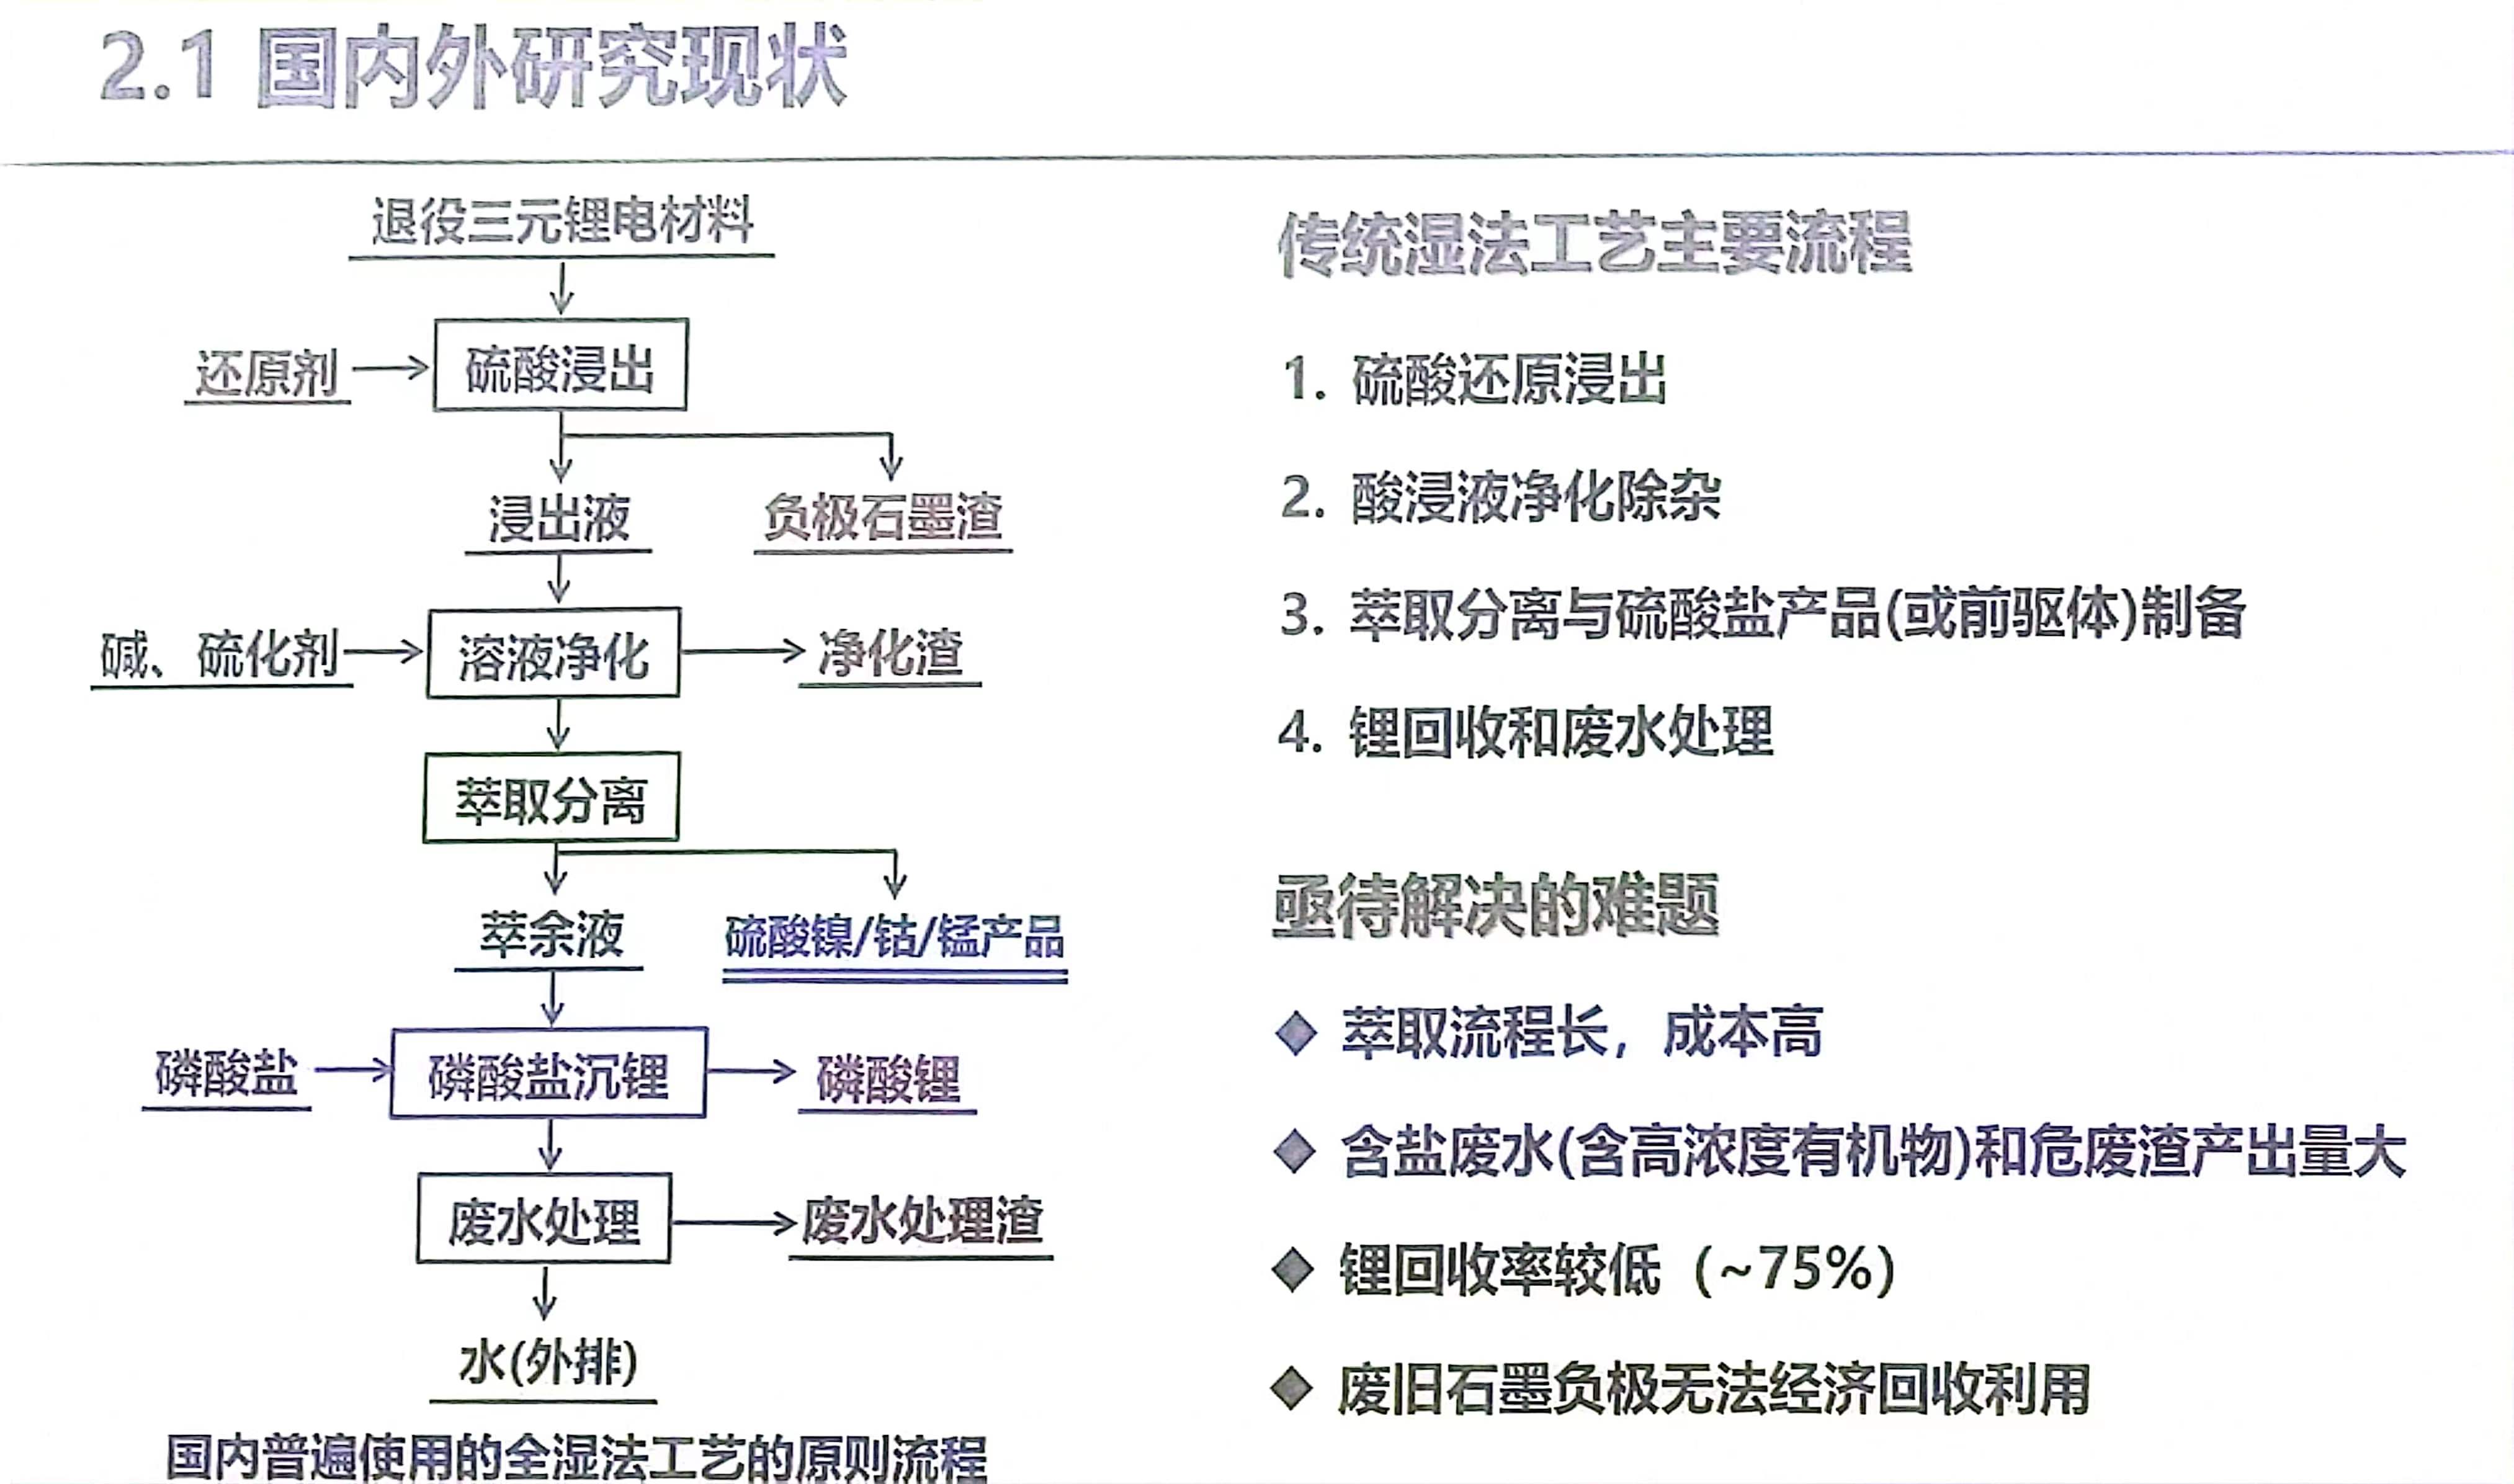 2.1 国内外研究现状
退役三元锂电材料
还原剂
硫酸浸出
浸出液
负极石墨渣
碱、硫化剂
溶液净化
净化渣
萃取分离
萃余液
硫酸镍/钴/锰产品
磷酸盐
磷酸盐沉锂
磷酸锂
废水处理
废水处理渣
水(外排)
国内普遍使用的全湿法工艺的原则流程
传统湿法工艺主要流程
1. 硫酸还原浸出
2. 酸浸液净化除杂
3. 萃取分离与硫酸盐产品(或前驱体)制备
4. 锂回收和废水处理
亟待解决的难题
◆ 萃取流程长，成本高
◆ 含盐废水(含高浓度有机物)和危废渣产出量大
◆ 锂回收率较低（~75%）
◆ 废旧石墨负极无法经济回收利用